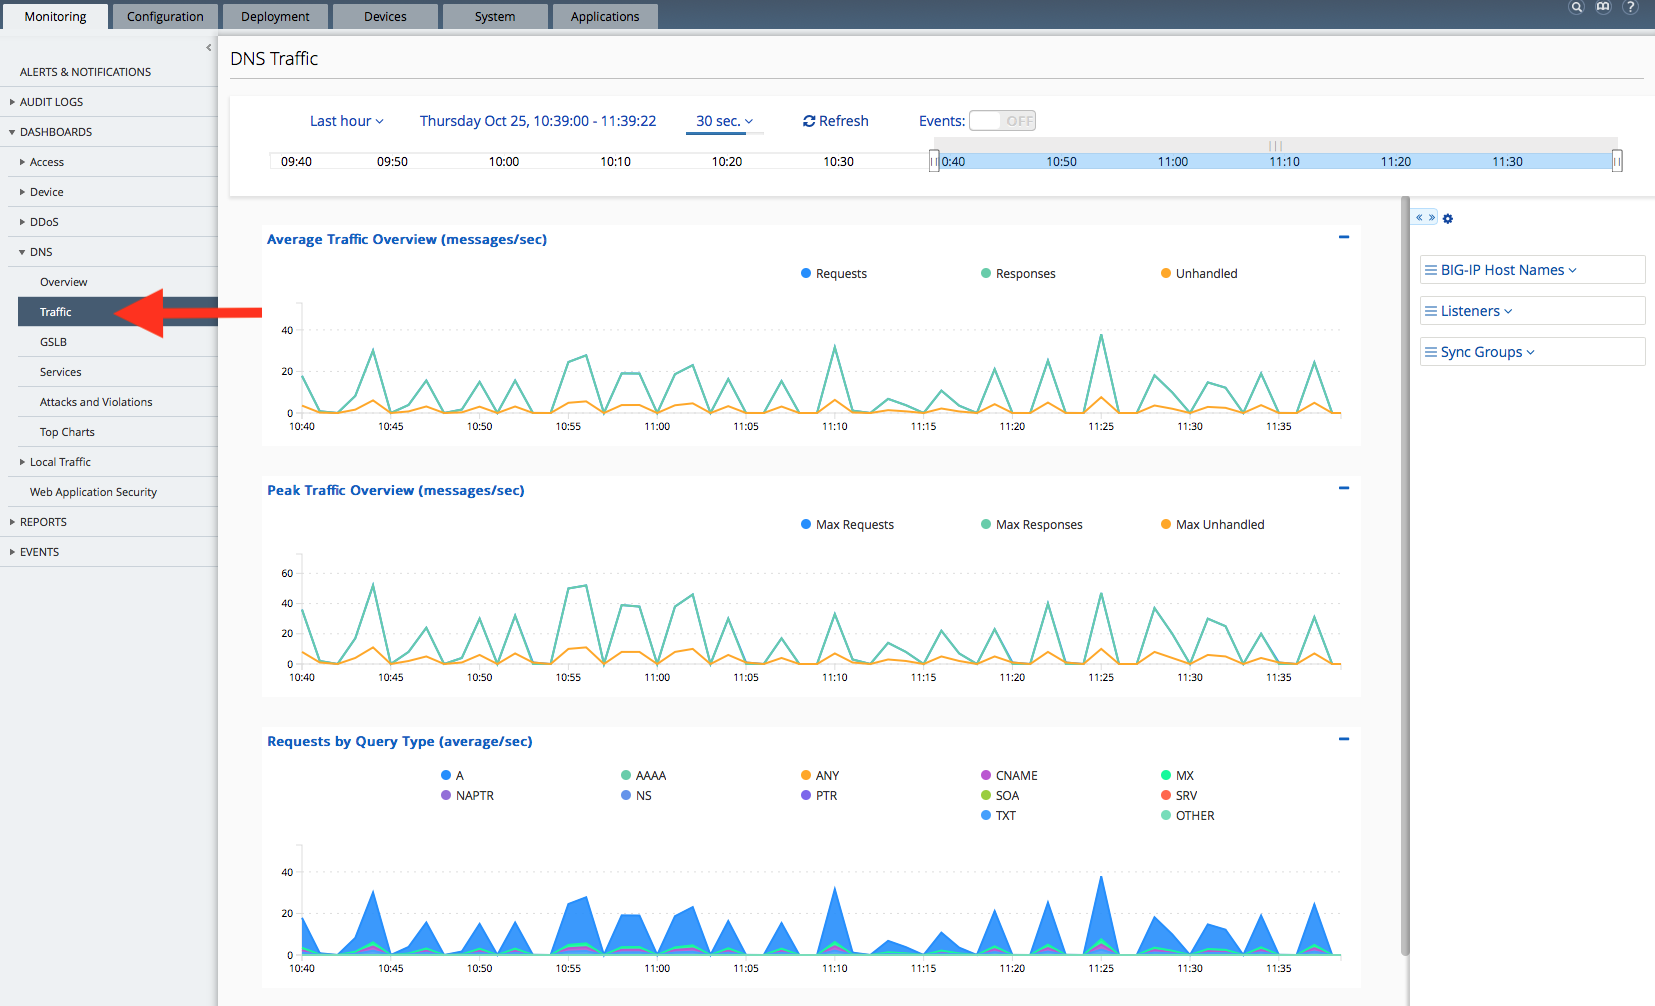 Monitoring Configuration Deployment Devices System Applications
ALERTS & NOTIFICATIONS
AUDIT LOGS
DASHBOARDS
Access
Device
DDoS
DNS
Overview
Traffic
GSLB
Services
Attacks and Violations
Top Charts
Local Traffic
Web Application Security
REPORTS
EVENTS
DNS Traffic
Last hour Thursday Oct 25, 10:39:00 - 11:39:22 30 sec. Refresh Events: OFF
09:40 09:50 10:00 10:10 10:20 10:30 0:40 10:50 11:00 11:10 11:20 11:30
Average Traffic Overview (messages/sec)
Requests Responses Unhandled
40
20
0
10:40 10:45 10:50 10:55 11:00 11:05 11:10 11:15 11:20 11:25 11:30 11:35
Peak Traffic Overview (messages/sec)
Max Requests Max Responses Max Unhandled
60
40
20
0
10:40 10:45 10:50 10:55 11:00 11:05 11:10 11:15 11:20 11:25 11:30 11:35
Requests by Query Type (average/sec)
A AAAA ANY CNAME MX
NAPTR NS PTR SOA SRV
TXT OTHER
40
20
0
10:40 10:45 10:50 10:55 11:00 11:05 11:10 11:15 11:20 11:25 11:30 11:35
« »
BIG-IP Host Names
Listeners
Sync Groups